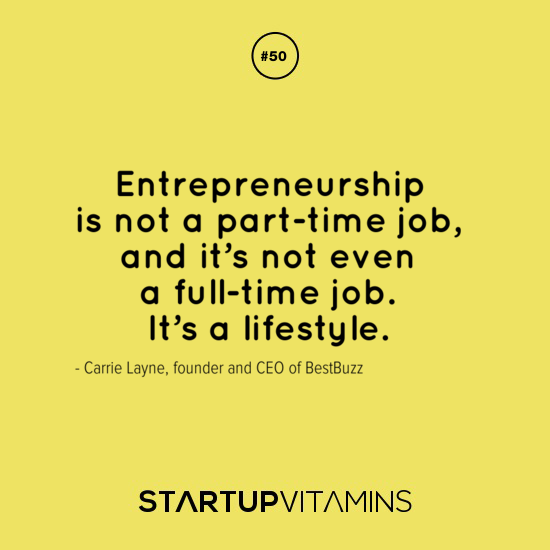 #50
Entrepreneurship
is not a part-time job,
and it's not even
a full-time job.
It's a lifestyle.
- Carrie Layne, founder and CEO of BestBuzz
STARTUPVITAMINS